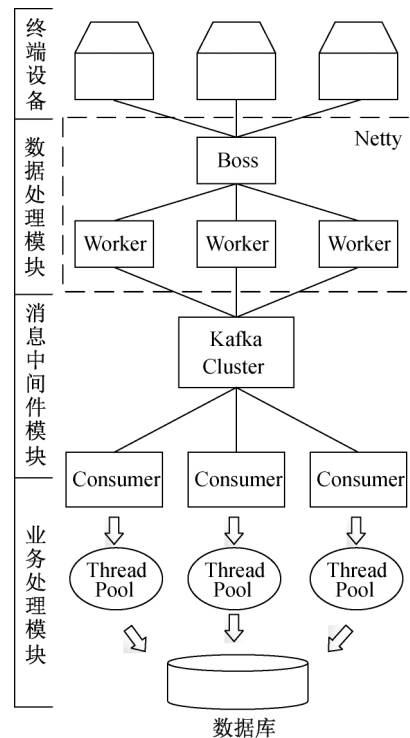 终端设备
数据处理模块
消息中间件模块
业务处理模块
Netty
Boss
Worker
Worker
Worker
Kafka
Cluster
Consumer
Consumer
Consumer
Thread
Pool
Thread
Pool
Thread
Pool
数据库